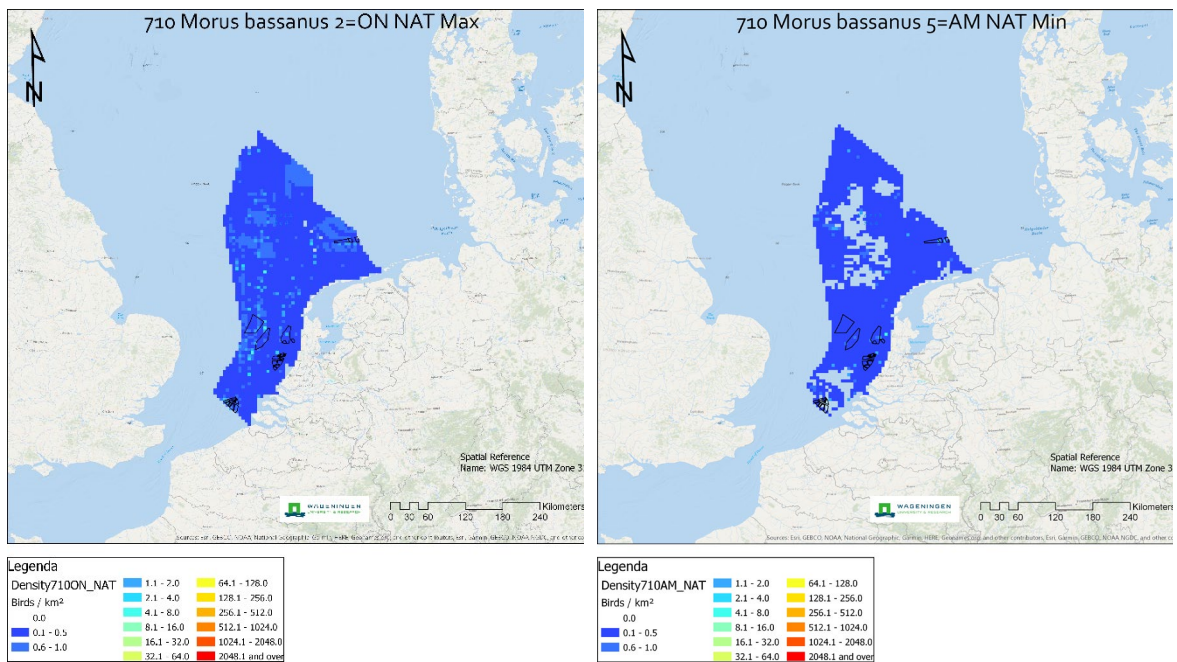 710 Morus bassanus 2=ON NAT Max
N
Spatial Reference
Name: WGS 1984 UTM Zone 3
WAGENINGEN
UNIVERSITY & RESEARCH
Kilometers
0 30 60 120 180 240
Legenda
Density710ON_NAT
Birds / km²
0.0
0.1 - 0.5
0.6 - 1.0
1.1 - 2.0
2.1 - 4.0
4.1 - 8.0
8.1 - 16.0
16.1 - 32.0
32.1 - 64.0
64.1 - 128.0
128.1 - 256.0
256.1 - 512.0
512.1 - 1024.0
1024.1 - 2048.0
2048.1 and over
710 Morus bassanus 5=AM NAT Min
N
Spatial Reference
Name: WGS 1984 UTM Zone 3
WAGENINGEN
UNIVERSITY & RESEARCH
Kilometers
0 30 60 120 180 240
Sources: Esri, GEBCO, NOAA, National Geographic, Garmin, HERE, Geonames.org, and other contributors, Esri, Garmin, GEBCO, NOAA NGDC, and other co
Legenda
Density710AM_NAT
Birds / km²
0.0
0.1 - 0.5
0.6 - 1.0
1.1 - 2.0
2.1 - 4.0
4.1 - 8.0
8.1 - 16.0
16.1 - 32.0
32.1 - 64.0
64.1 - 128.0
128.1 - 256.0
256.1 - 512.0
512.1 - 1024.0
1024.1 - 2048.0
2048.1 and over